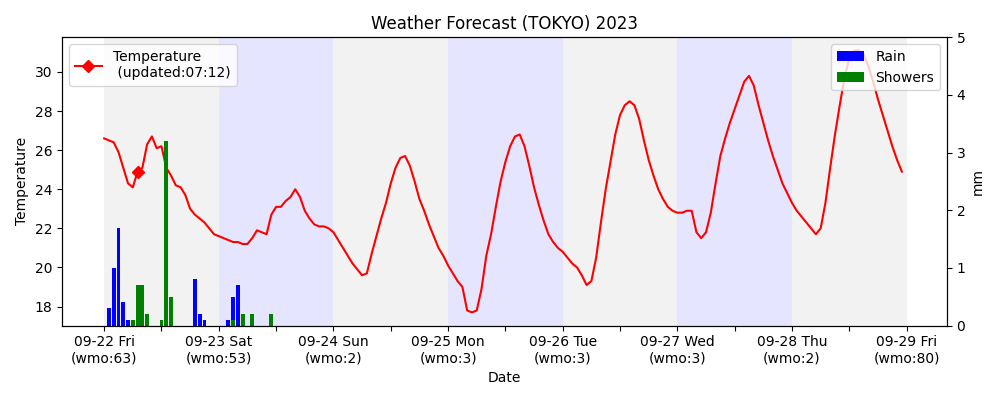 Weather Forecast (TOKYO) 2023
Temperature
(updated:07:12)
Rain
Showers
Temperature
30
28
26
24
22
20
18
5
4
3
2
1
0
mm
09-22 Fri
(wmo:63)
09-23 Sat
(wmo:53)
09-24 Sun
(wmo:2)
09-25 Mon
(wmo:3)
09-26 Tue
(wmo:3)
09-27 Wed
(wmo:3)
09-28 Thu
(wmo:2)
09-29 Fri
(wmo:80)
Date